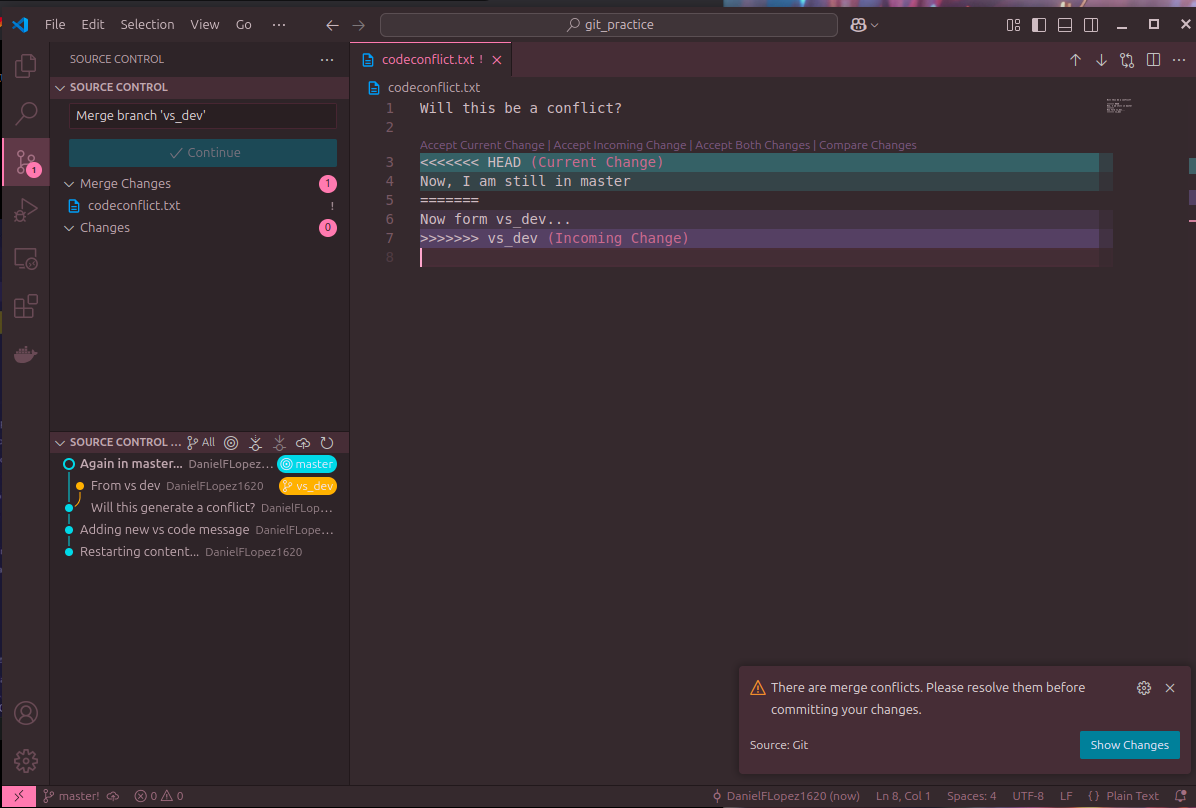 File Edit Selection View Go ··· git_practice
SOURCE CONTROL ···
SOURCE CONTROL
Merge branch 'vs_dev'
Continue
Merge Changes 1
codeconflict.txt !
Changes 0
1
SOURCE CONTROL ... All
Again in master... DanielFLopez... master
From vs dev DanielFLopez1620 vs_dev
Will this generate a conflict? DanielFLop...
Adding new vs code message DanielFLope...
Restarting content... DanielFLopez1620
codeconflict.txt !
codeconflict.txt
1 Will this be a conflict?
2
Accept Current Change | Accept Incoming Change | Accept Both Changes | Compare Changes
3 <<<<<<< HEAD (Current Change)
4 Now, I am still in master
5 =======
6 Now form vs_dev...
7 >>>>>>> vs_dev (Incoming Change)
8
There are merge conflicts. Please resolve them before
committing your changes.
Source: Git Show Changes
master! 0 0 DanielFLopez1620 (now) Ln 8, Col 1 Spaces: 4 UTF-8 LF {} Plain Text